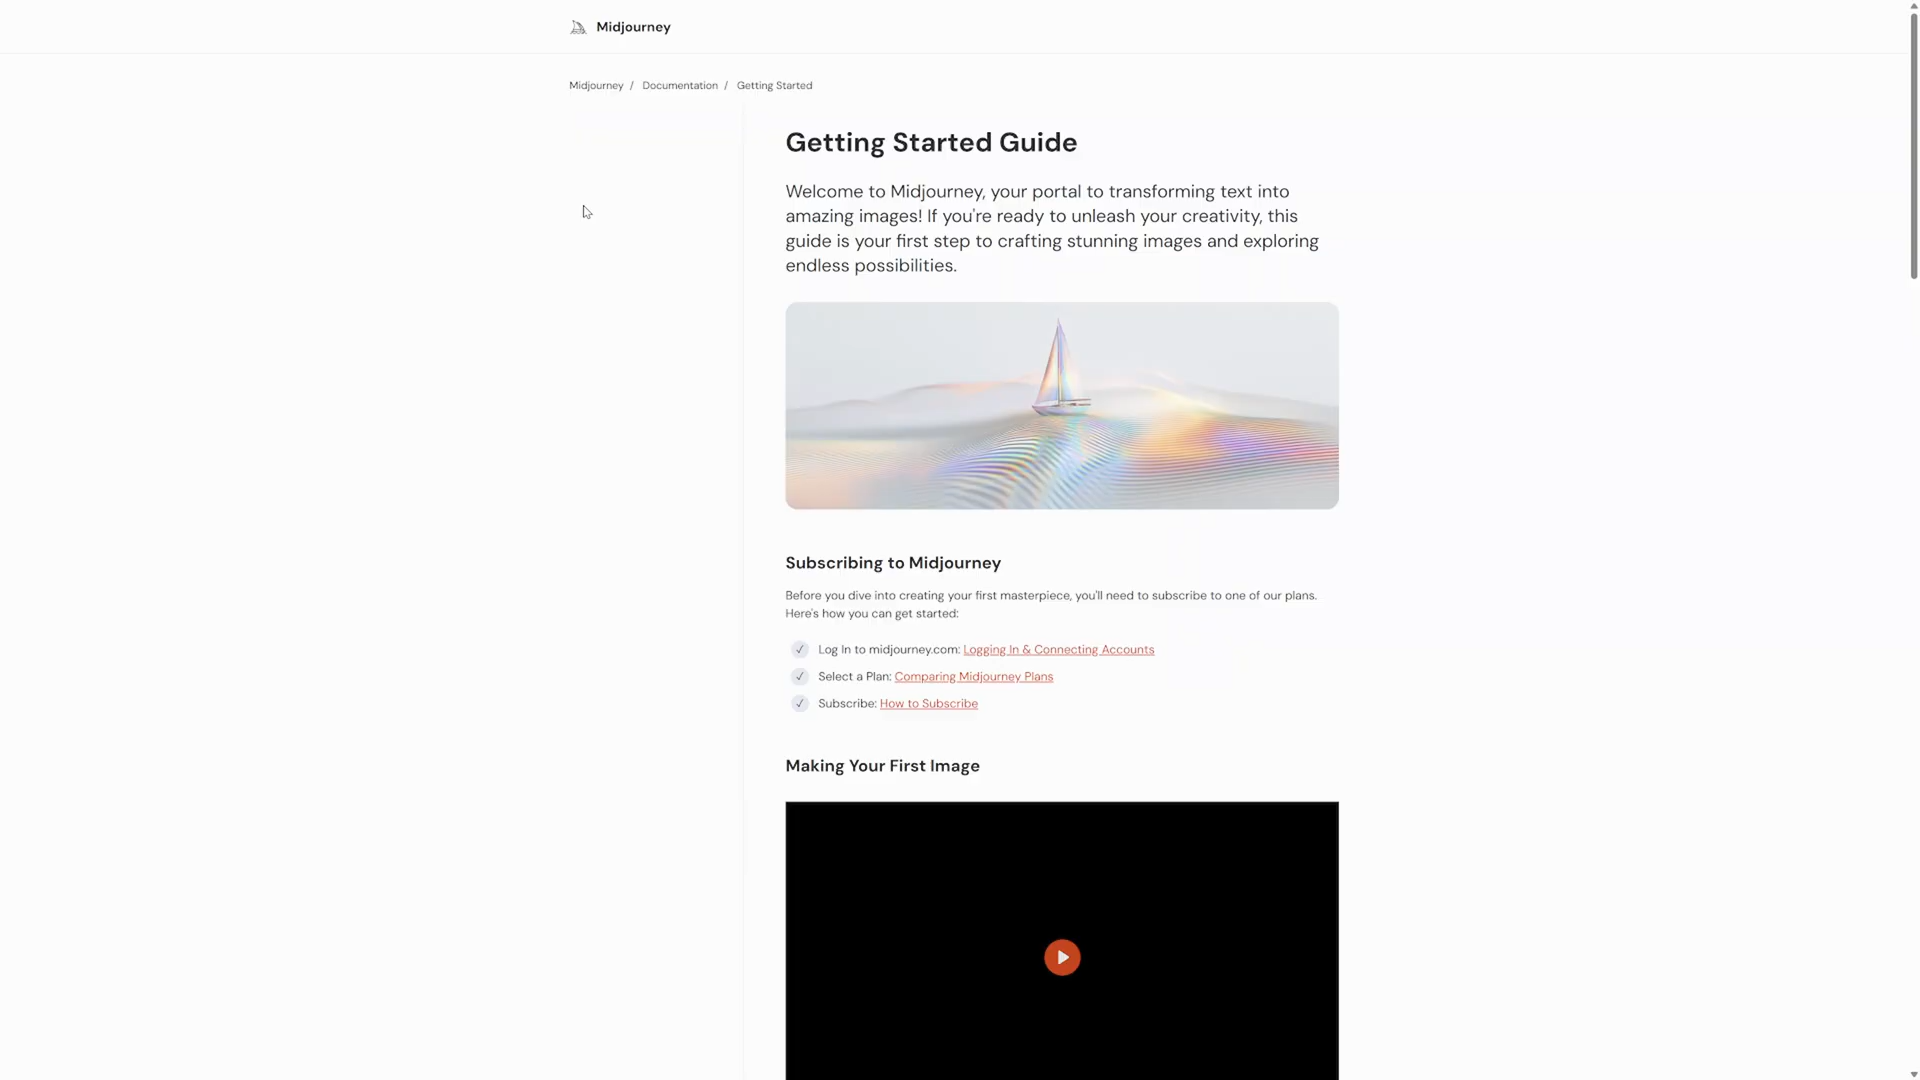 Midjourney
Midjourney / Documentation / Getting Started
Getting Started Guide
Welcome to Midjourney, your portal to transforming text into
amazing images! If you're ready to unleash your creativity, this
guide is your first step to crafting stunning images and exploring
endless possibilities.
Subscribing to Midjourney
Before you dive into creating your first masterpiece, you'll need to subscribe to one of our plans.
Here's how you can get started:
Log In to midjourney.com: Logging In & Connecting Accounts
Select a Plan: Comparing Midjourney Plans
Subscribe: How to Subscribe
Making Your First Image